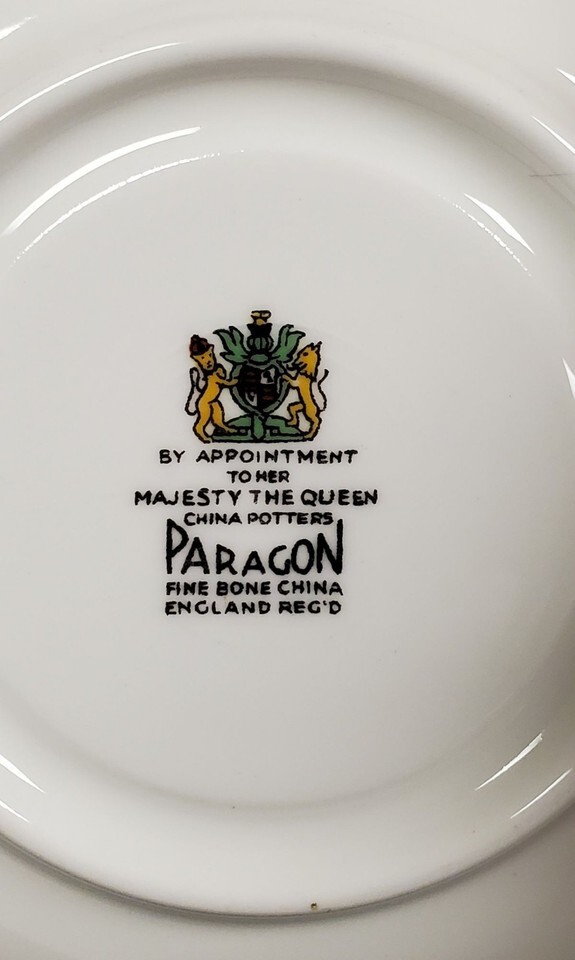 BY APPOINTMENT
TO HER
MAJESTY THE QUEEN
CHINA POTTERS
PARAGON
FINE BONE CHINA
ENGLAND REG'D